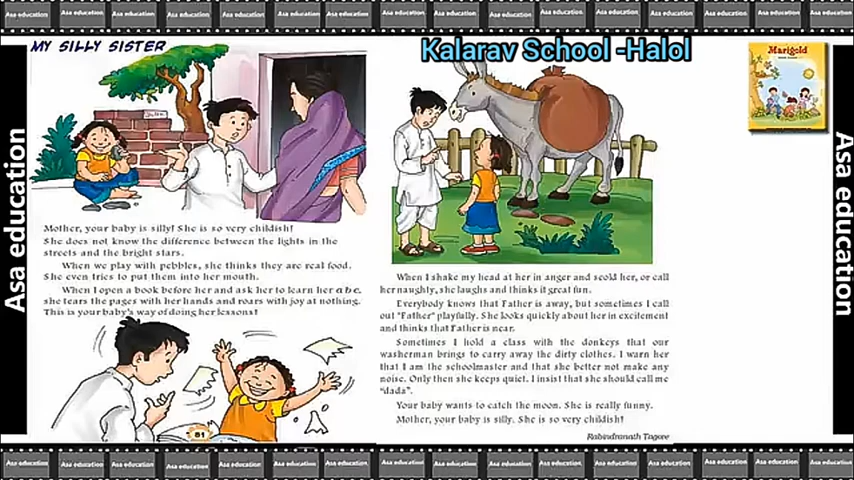 MY SILLY SISTER
Kalarav School -Halol
Marigold
Asa education
Asa education
Mother, your baby is silly! She is so very childish!
She does not know the difference between the lights in the
streets and the bright stars.
When we play with pebbles, she thinks they are real food.
She even tries to put them into her mouth.
When I open a book before her and ask her to learn her a b c,
she tears the pages with her hands and roars with joy at nothing.
This is your baby's way of doing her lessons!
81
When I shake my head at her in anger and scold her, or call
her naughty, she laughs and thinks it great fun.
Everybody knows that Father is away, but sometimes I call
out "Father" playfully. She looks quickly about her in excitement
and thinks that Father is near.
Sometimes I hold a class with the donkeys that our
washerman brings to carry away the dirty clothes. I warn her
that I am the schoolmaster and that she better not make any
noise. Only then she keeps quiet. I insist that she should call me
"dada".
Your baby wants to catch the moon. She is really funny.
Mother, your baby is silly. She is so very childish!
Rabindranath Tagore